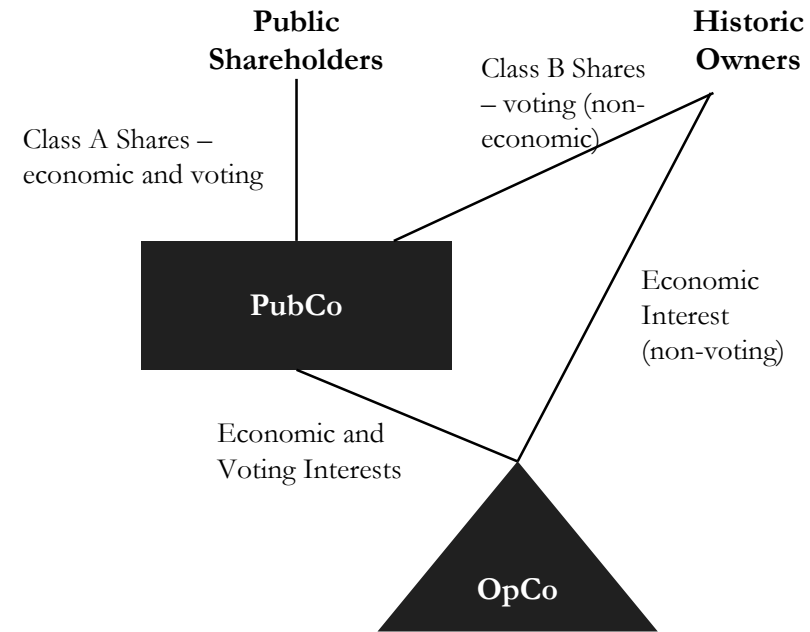 Public
Shareholders
Historic
Owners
Class B Shares
– voting (non-
economic)
Class A Shares –
economic and voting
PubCo
Economic
Interest
(non-voting)
Economic and
Voting Interests
OpCo